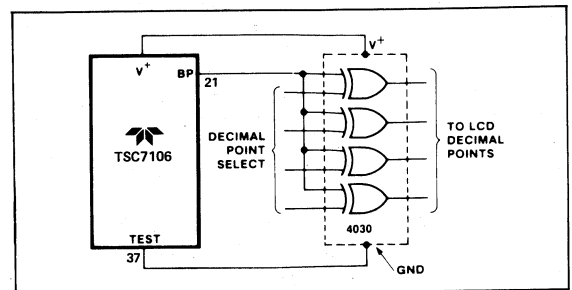 V+
V+ BP 21
TSC7106
DECIMAL
POINT
SELECT
TO LCD
DECIMAL
POINTS
TEST
37
4030
GND